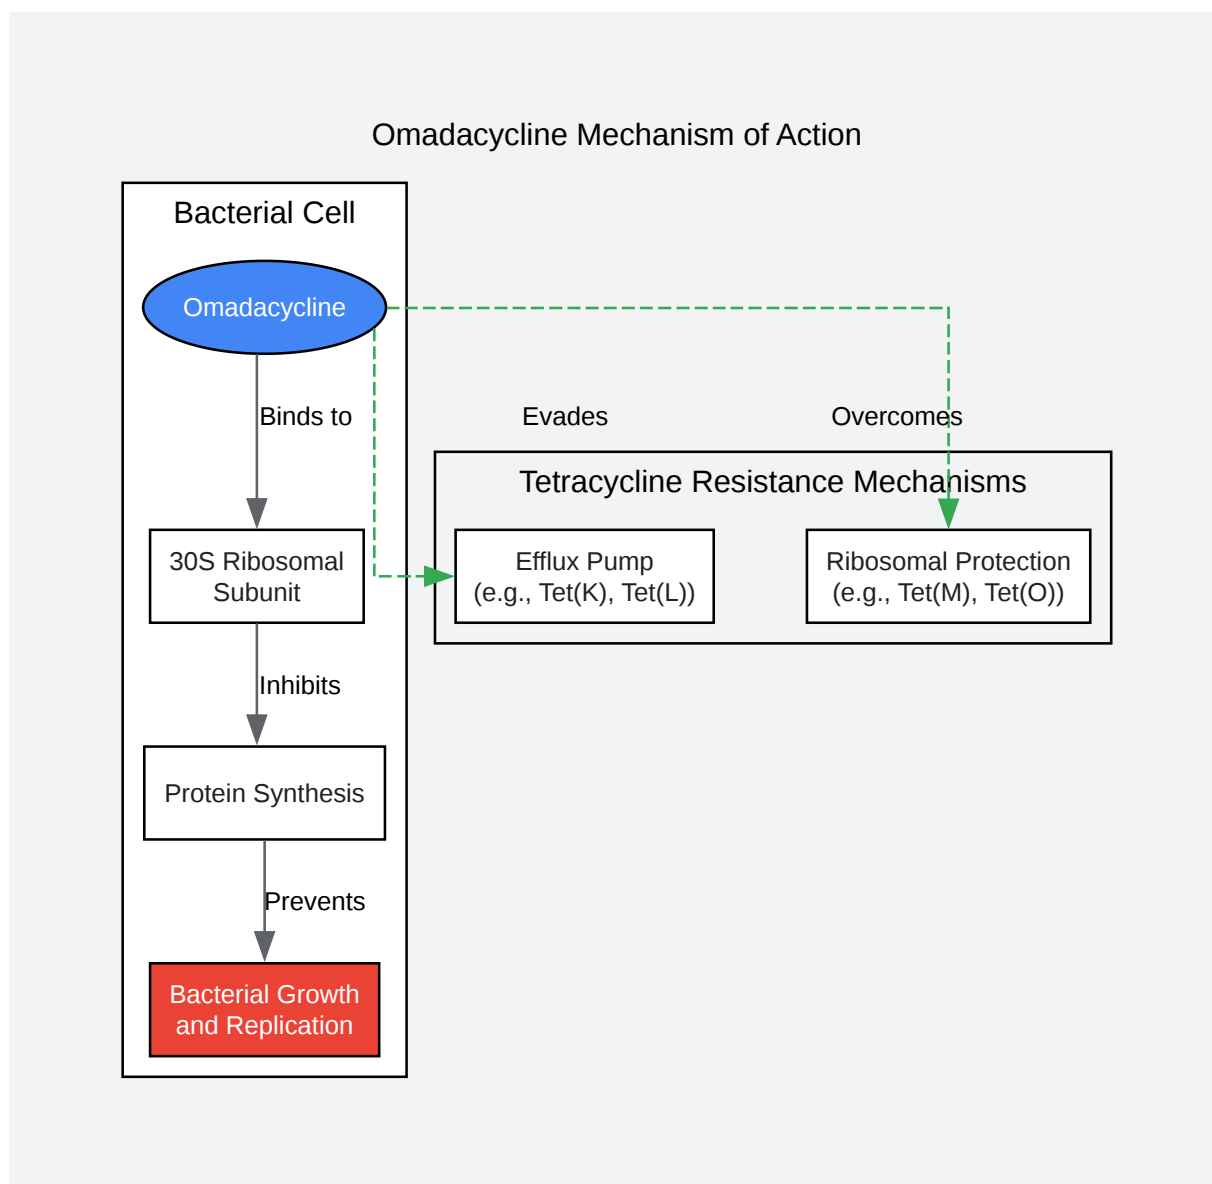 Omadacycline Mechanism of Action
Bacterial Cell
Omadacycline
Binds to
Evades
Overcomes
Tetracycline Resistance Mechanisms
30S Ribosomal
Subunit
Efflux Pump
(e.g., Tet(K), Tet(L))
Ribosomal Protection
(e.g., Tet(M), Tet(O))
Inhibits
Protein Synthesis
Prevents
Bacterial Growth
and Replication